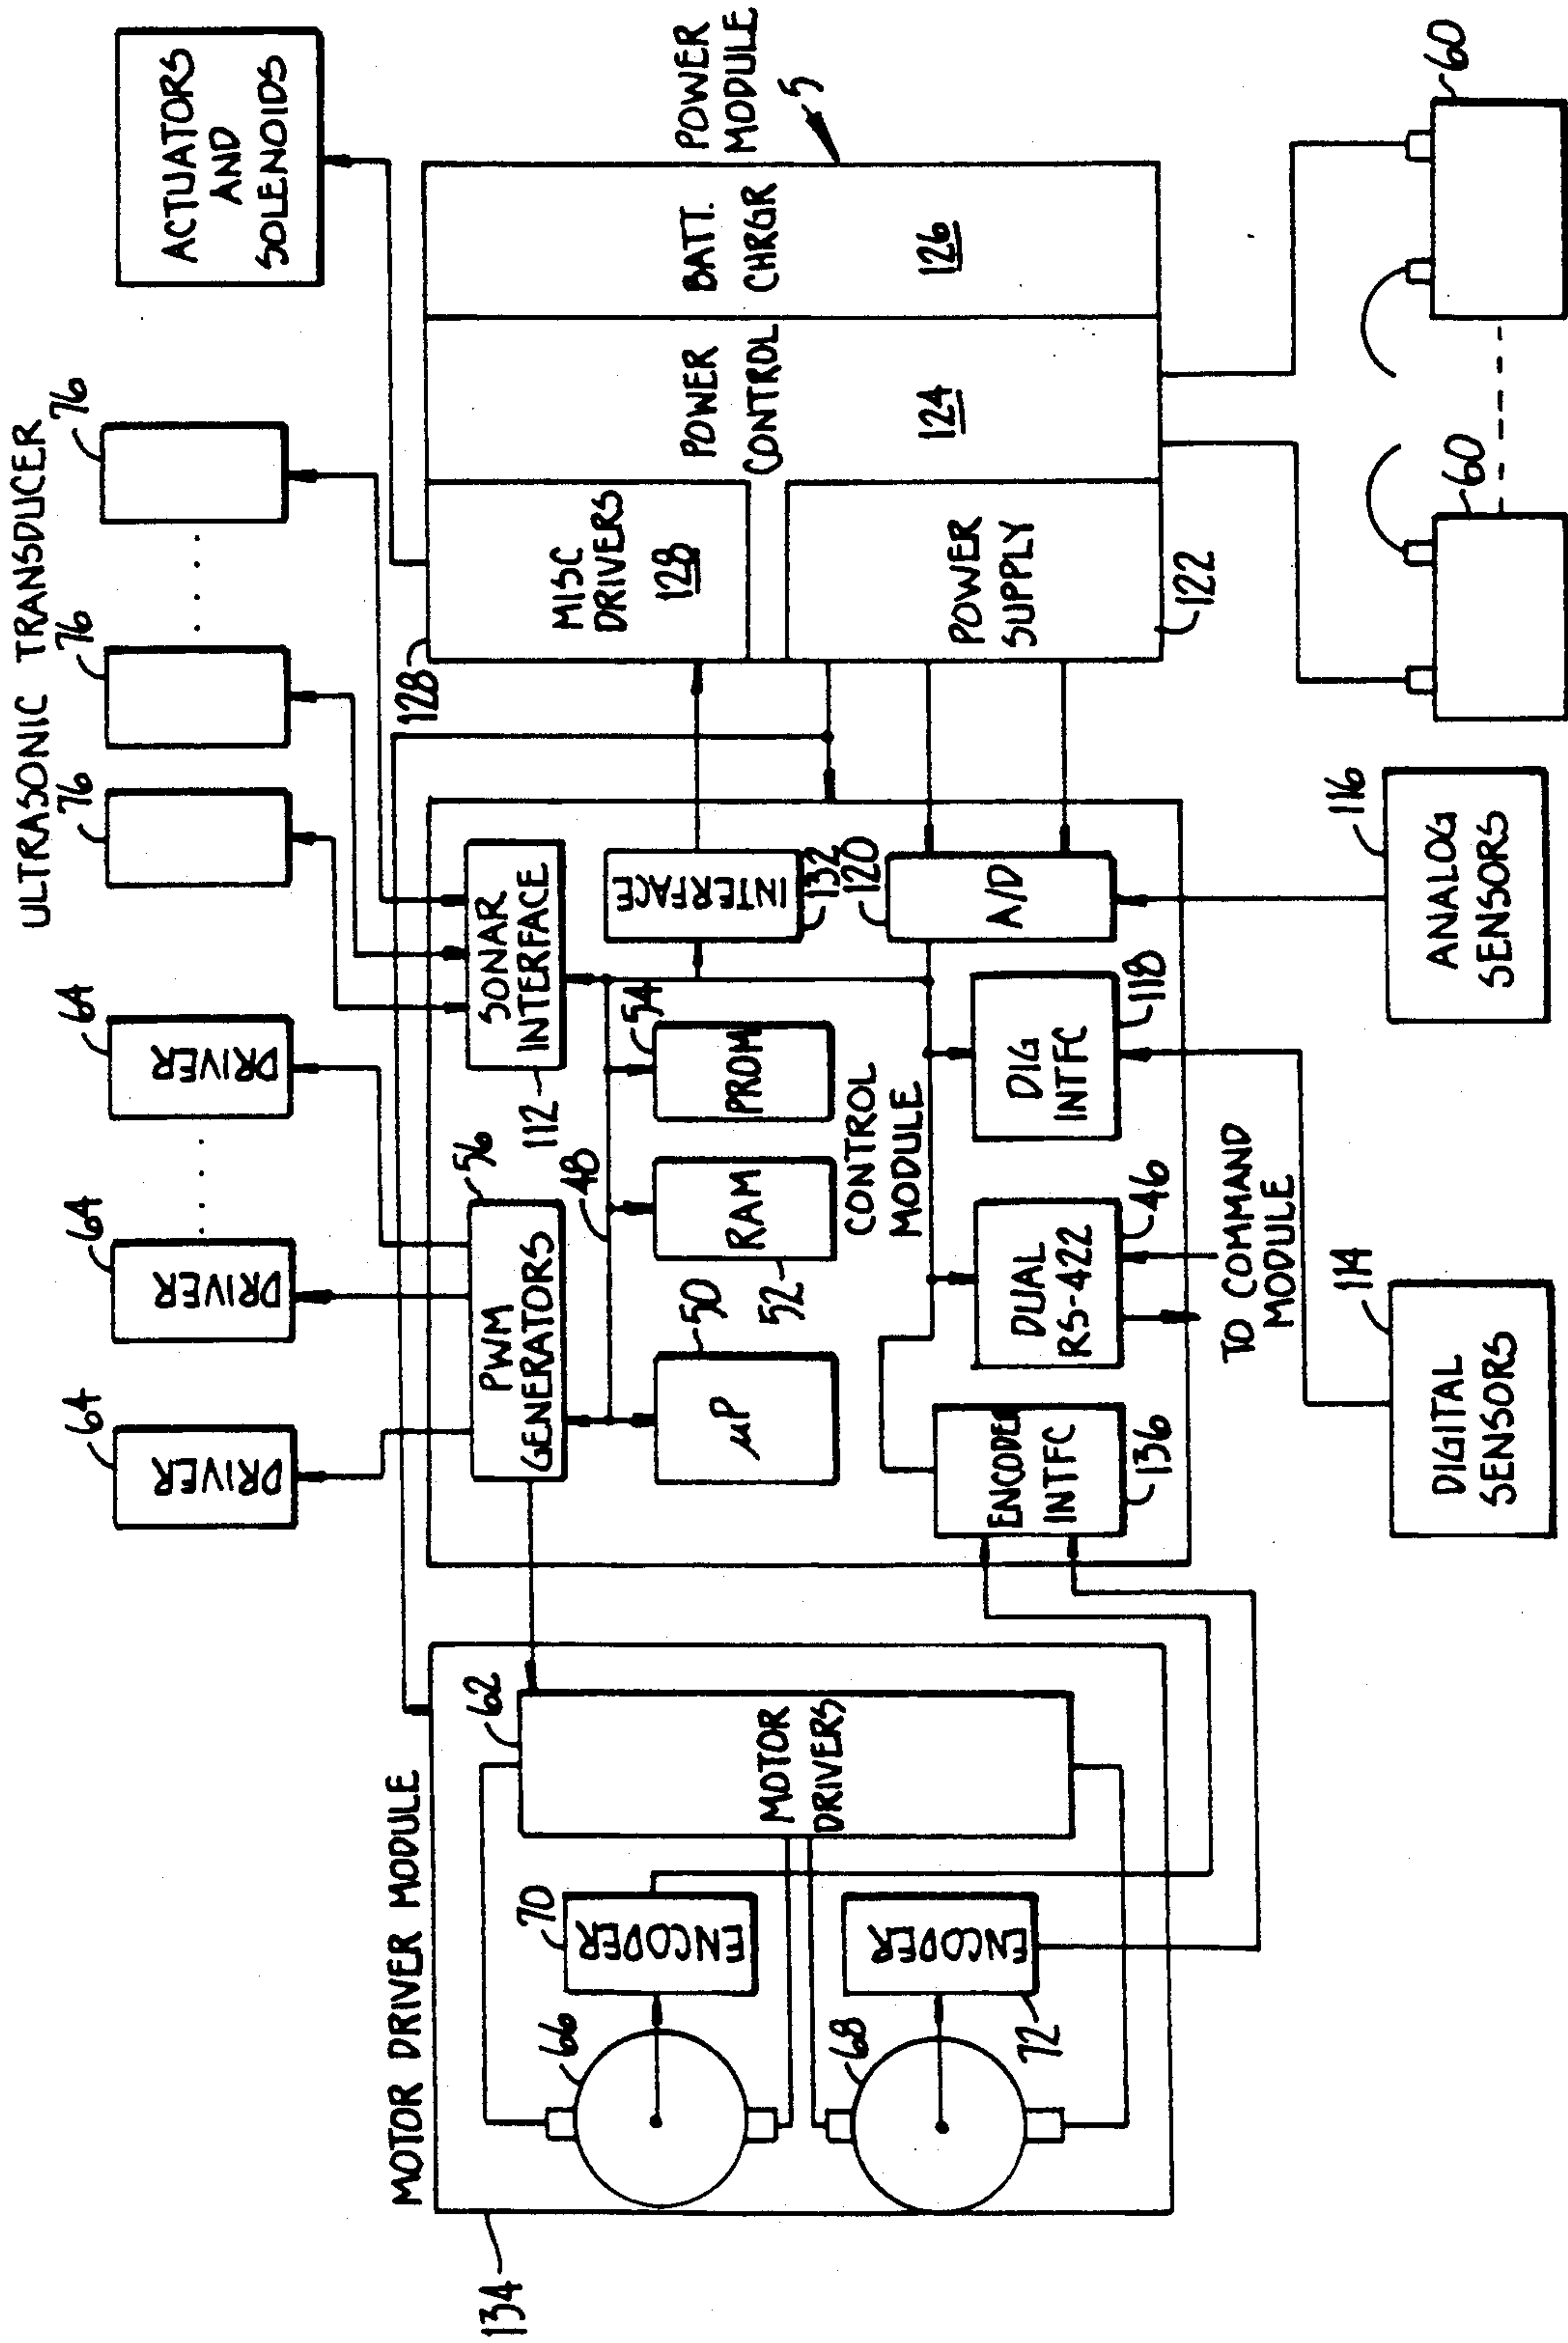 ULTRASONIC TRANSDUCER
64
DRIVER
64
DRIVER
64
DRIVER
76
76
76
ACTUATORS
AND
SOLENOIDS
MOTOR DRIVER MODULE
134
62
MOTOR
DRIVERS
66
70
ENCODER
68
72
ENCODER
56
PWM
GENERATORS
112
SONAR
INTERFACE
48
50
µP
52
RAM
54
PROM
CONTROL
MODULE
INTERFACE
132
120
A/D
136
ENCODER
INTFC
DUAL
RS-422
46
DIG
INTFC
118
TO COMMAND
MODULE
114
DIGITAL
SENSORS
116
ANALOG
SENSORS
128
MISC
DRIVERS
128
POWER
SUPPLY
122
POWER
CONTROL
124
BATT.
CHRGR
126
POWER
MODULE
5
60
60